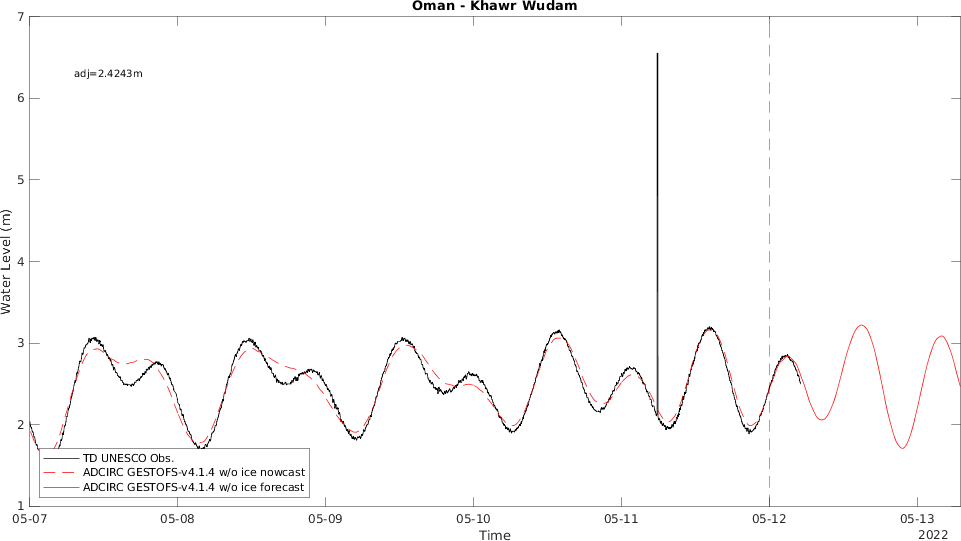 Oman - Khawr Wudam
7
adj=2.4243m
6
5
Water Level (m)
4
3
2
TD UNESCO Obs.
ADCIRC GESTOFS-v4.1.4 w/o ice nowcast
ADCIRC GESTOFS-v4.1.4 w/o ice forecast
1
05-07 05-08 05-09 05-10 05-11 05-12 05-13
Time
2022